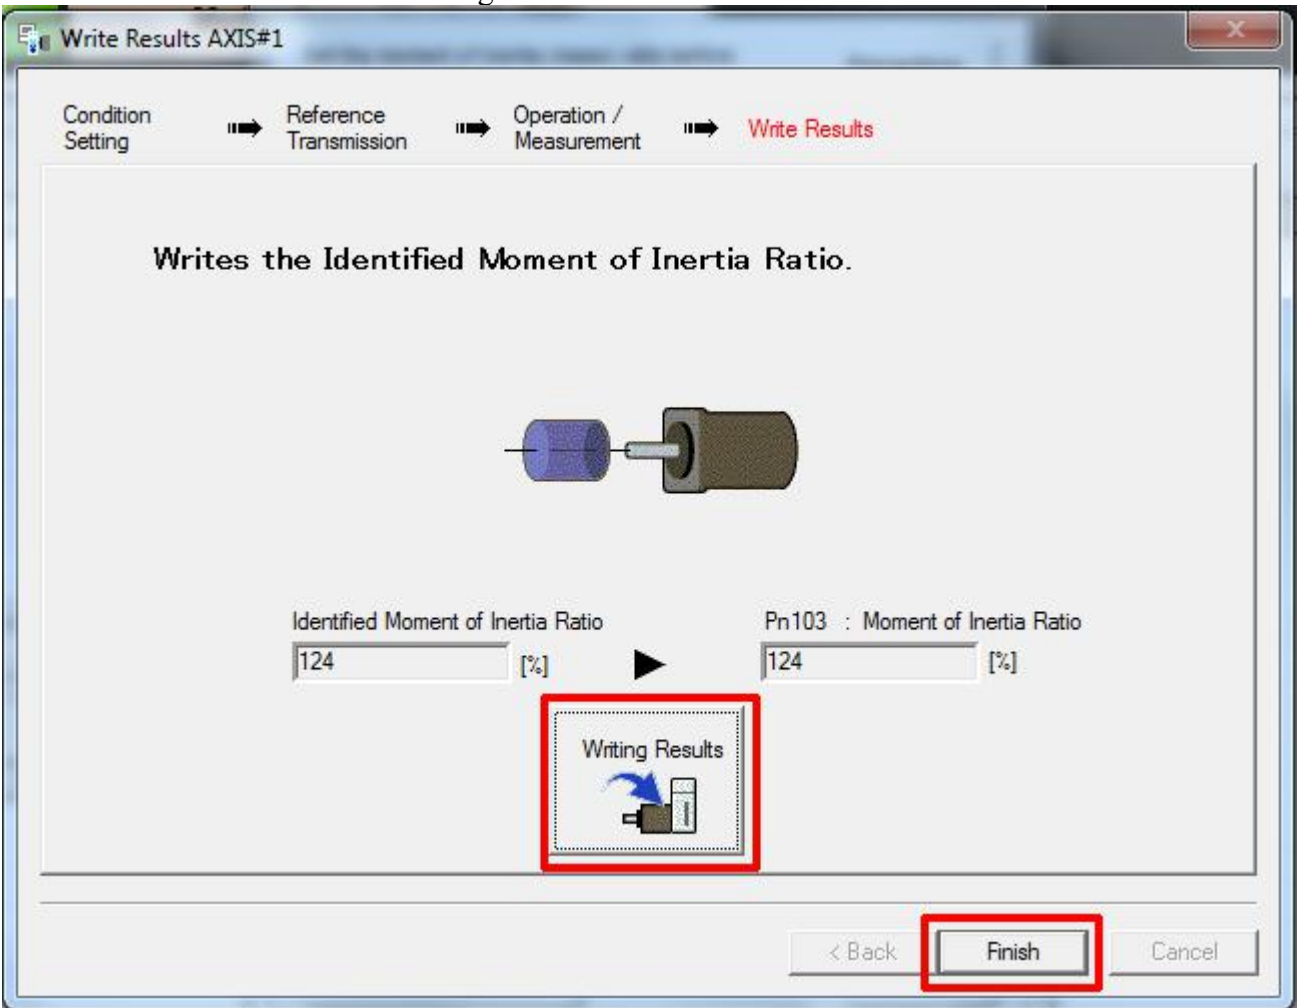 Write Results AXIS#1
Condition
Setting
Reference
Transmission
Operation /
Measurement
Write Results
Writes the Identified Moment of Inertia Ratio.
Identified Moment of Inertia Ratio
124
[%]
Pn103 : Moment of Inertia Ratio
124
[%]
Writing Results
< Back
Finish
Cancel